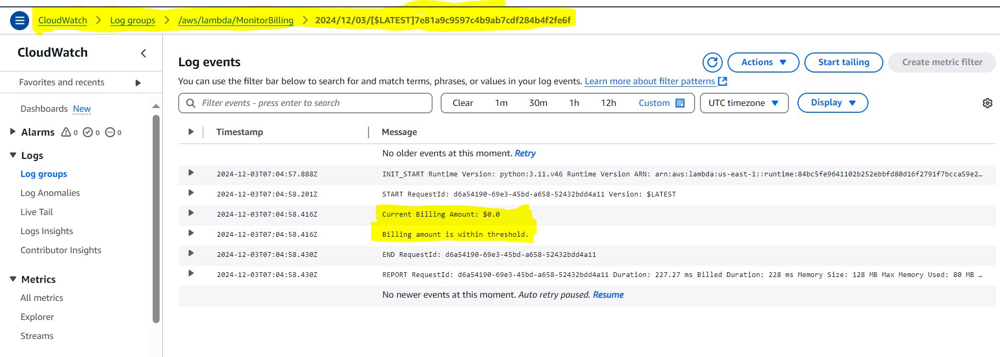 CloudWatch > Log groups > /aws/lambda/MonitorBilling > 2024/12/03/[$LATEST]7e81a9c9597c4b9ab7cdf284b4f2fe6f
CloudWatch
Favorites and recents
Dashboards New
Alarms 0 0 0
Logs
Log groups
Log Anomalies
Live Tail
Logs Insights
Contributor Insights
Metrics
All metrics
Explorer
Streams
Log events
Actions
Start tailing
Create metric filter
You can use the filter bar below to search for and match terms, phrases, or values in your log events. Learn more about filter patterns
Filter events - press enter to search
Clear 1m 30m 1h 12h Custom
UTC timezone
Display
Timestamp Message
No older events at this moment. Retry
2024-12-03T07:04:57.888Z INIT_START Runtime Version: python:3.11.v46 Runtime Version ARN: arn:aws:lambda:us-east-1::runtime:84bc5fe9641102b252ebbfd80d16f2791f7bcca59e2…
2024-12-03T07:04:58.201Z START RequestId: d6a54190-69e3-45bd-a658-52432bdd4a11 Version: $LATEST
2024-12-03T07:04:58.416Z Current Billing Amount: $0.0
2024-12-03T07:04:58.416Z Billing amount is within threshold.
2024-12-03T07:04:58.430Z END RequestId: d6a54190-69e3-45bd-a658-52432bdd4a11
2024-12-03T07:04:58.430Z REPORT RequestId: d6a54190-69e3-45bd-a658-52432bdd4a11 Duration: 227.27 ms Billed Duration: 228 ms Memory Size: 128 MB Max Memory Used: 80 MB …
No newer events at this moment. Auto retry paused. Resume